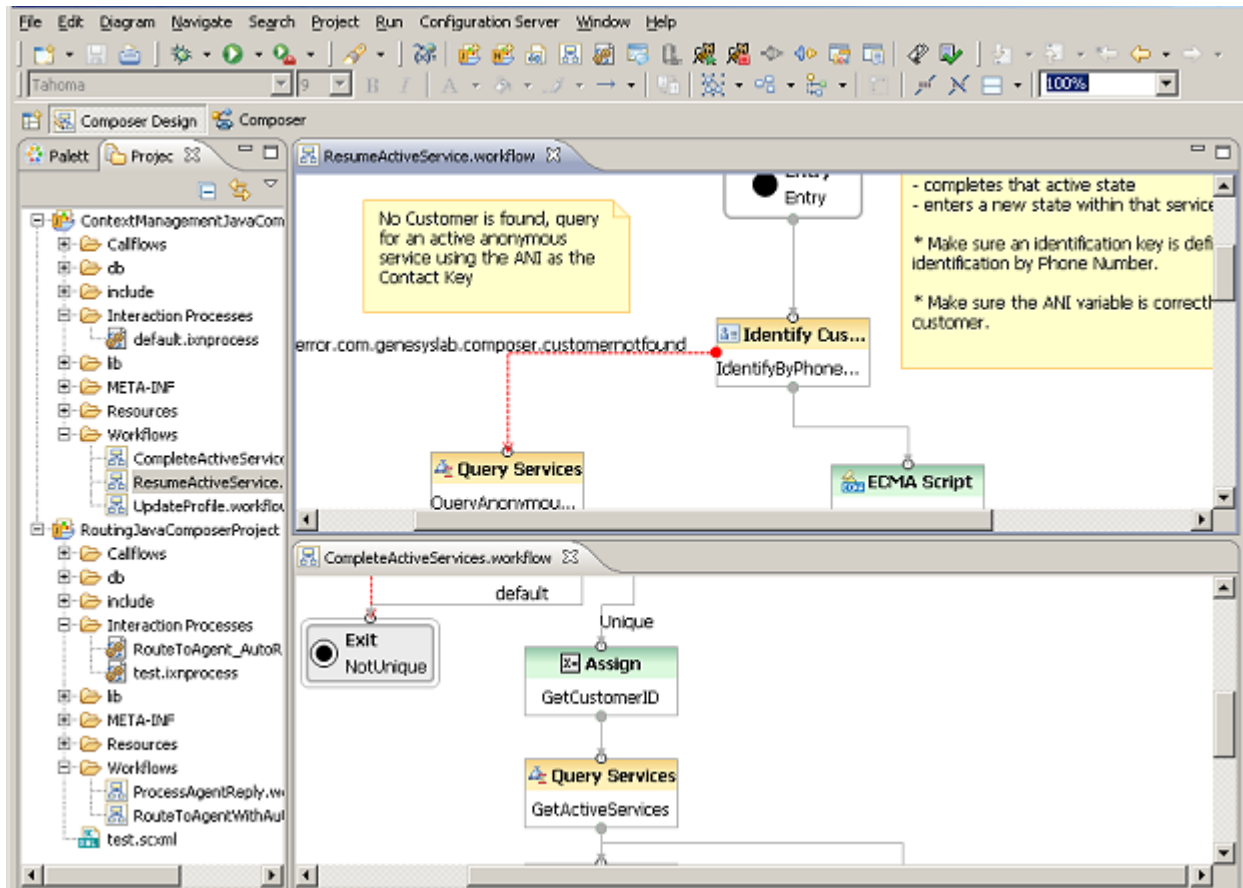 File Edit Diagram Navigate Search Project Run Configuration Server Window Help
Tahoma 9 B I A 100%
Composer Design Composer
Palett Projec
ContextManagementJavaCom
Callflows
db
include
Interaction Processes
default.ixnprocess
lib
META-INF
Resources
Workflows
CompleteActiveService
ResumeActiveService.
UpdateProfile.workflow
RoutingJavaComposerProject
Callflows
db
include
Interaction Processes
RouteToAgent_AutoR
test.ixnprocess
lib
META-INF
Resources
Workflows
ProcessAgentReply.wo
RouteToAgentWithAu
test.scxml
ResumeActiveService.workflow
No Customer is found, query
for an active anonymous
service using the ANI as the
Contact Key
Entry
Entry
- completes that active state
- enters a new state within that service
* Make sure an identification key is defi
identification by Phone Number.
* Make sure the ANI variable is correctl
customer.
error.com.genesyslab.composer.customernotfound
Identify Cus...
IdentifyByPhone...
Query Services
QueryAnonymou...
ECMA Script
CompleteActiveServices.workflow
default
Unique
Exit
NotUnique
Assign
GetCustomerID
Query Services
GetActiveServices